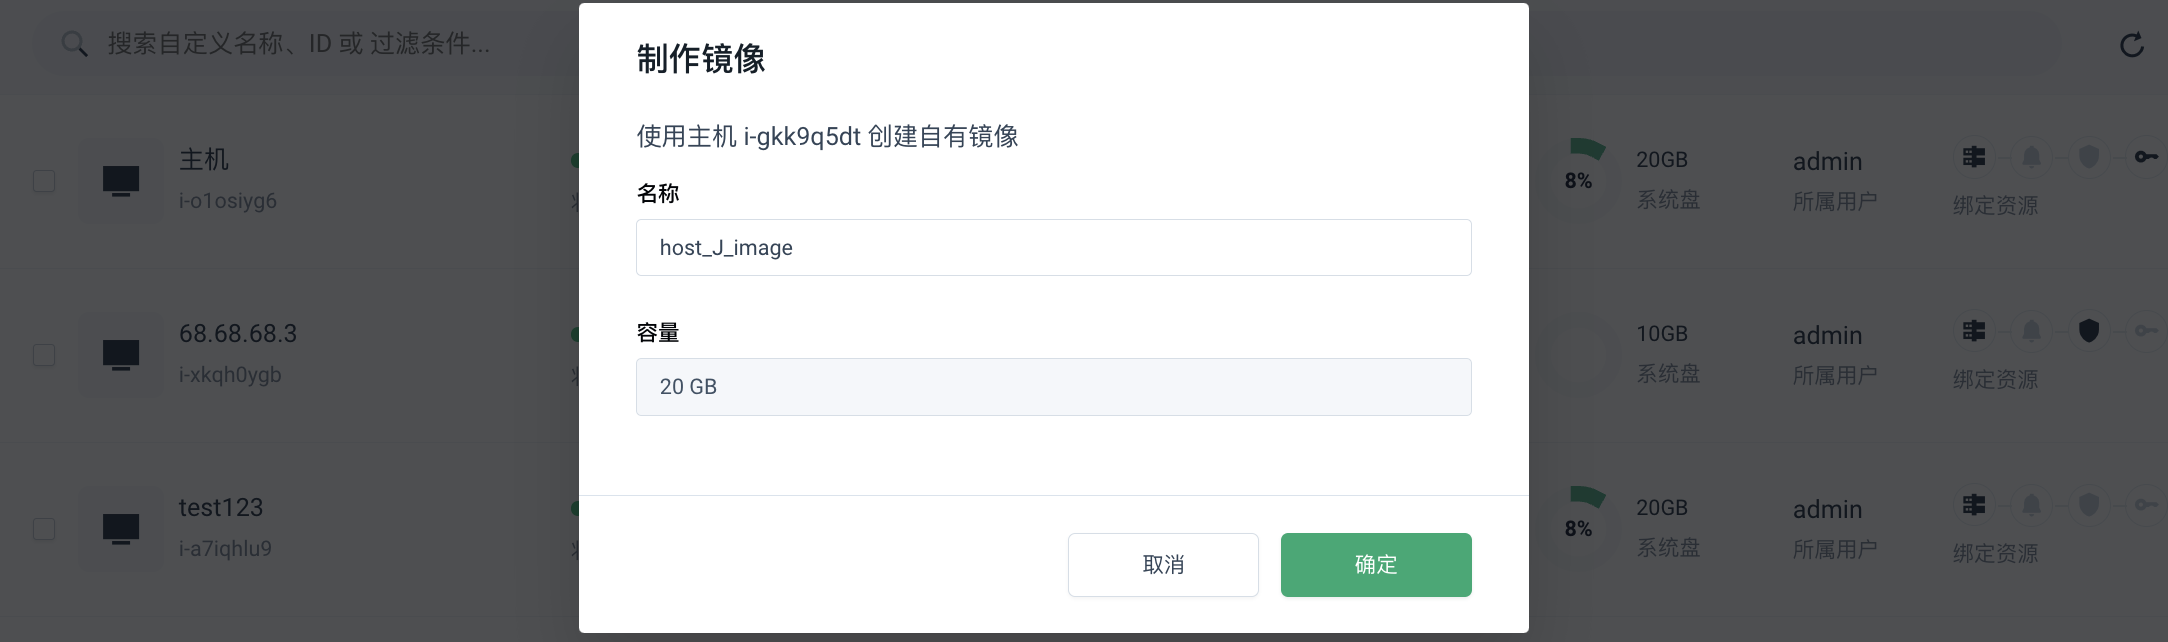 搜索自定义名称、ID 或 过滤条件...
制作镜像
使用主机 i-gkk9q5dt 创建自有镜像
名称
host_J_image
容量
20 GB
取消
确定
主机
i-o1osiyg6
8%
20GB
系统盘
admin
所属用户
绑定资源
68.68.68.3
i-xkqh0ygb
10GB
系统盘
admin
所属用户
绑定资源
test123
i-a7iqhlu9
8%
20GB
系统盘
admin
所属用户
绑定资源